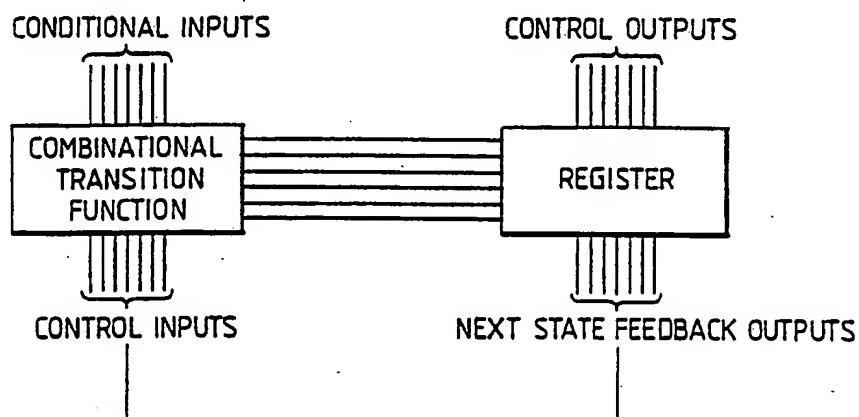 CONDITIONAL INPUTS
CONTROL OUTPUTS
COMBINATIONAL
TRANSITION
FUNCTION
REGISTER
CONTROL INPUTS
NEXT STATE FEEDBACK OUTPUTS